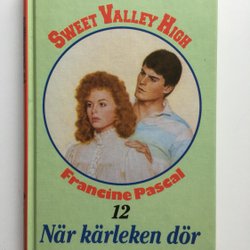 SWEET VALLEY HIGH
Francine Pascal
12
När kärleken dör